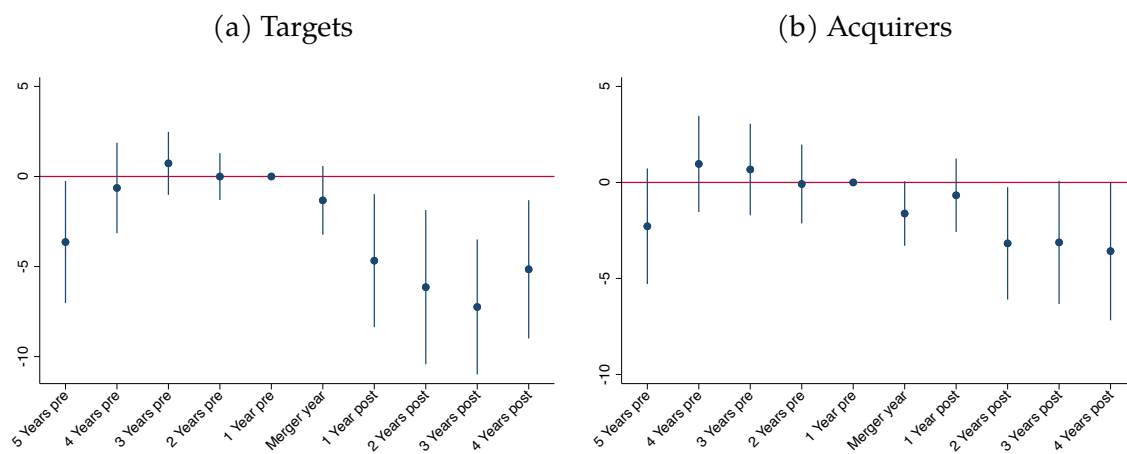 (a) Targets
5
0
-5
-10
5 Years pre
4 Years pre
3 Years pre
2 Years pre
1 Year pre
Merger year
1 Year post
2 Years post
3 Years post
4 Years post
(b) Acquirers
5
0
-5
-10
5 Years pre
4 Years pre
3 Years pre
2 Years pre
1 Year pre
Merger year
1 Year post
2 Years post
3 Years post
4 Years post